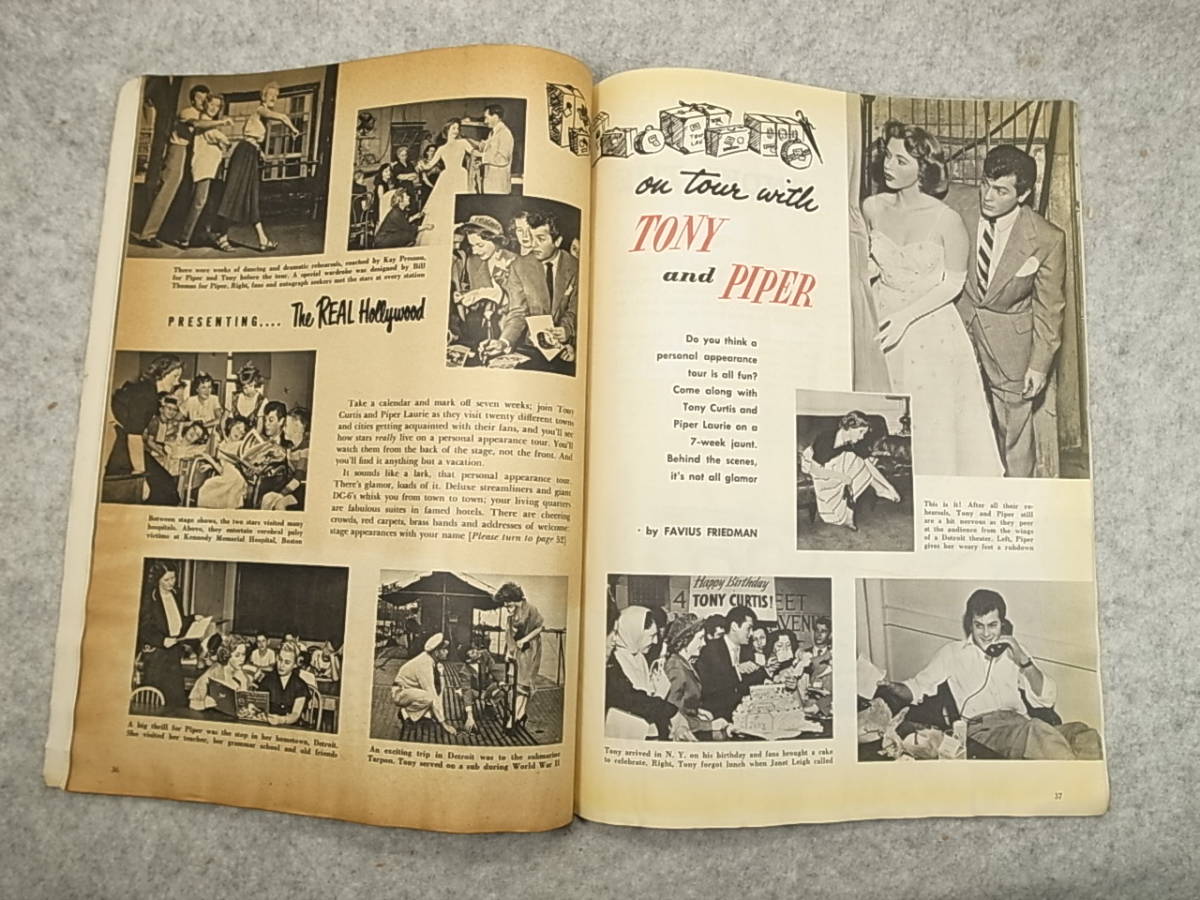 There were weeks of dancing and dramatic rehearsals, coached by Kay
for Piper and Tony before the tour. A special wardrobe was designed by Bill
Thomas for Piper. Right, fans and autograph seekers met the stars at every station
PRESENTING.... The REAL Hollywood
Take a calendar and mark off seven weeks; join Tony
Curtis and Piper Laurie as they visit twenty different towns
and cities getting acquainted with their fans, and you'll see
how stars really live on a personal appearance tour. You'll
watch them from the back of the stage, not the front. And
you'll find it anything but a vacation.
It sounds like a lark, that personal appearance tour.
There's glamor, loads of it. Deluxe streamliners and giant
DC-6's whisk you from town to town; your living quarters
are fabulous suites in famed hotels. There are cheering
crowds, red carpets, brass bands and addresses of welcome,
stage appearances with your name [Please turn to page 52]
Between stage shows, the two stars visited many
hospitals. Above, they entertain cerebral palsy
victims at Kennedy Memorial Hospital, Boston
A big thrill for Piper was the stop in her hometown, Detroit.
She visited her teacher, her grammar school and old friends
An exciting trip in Detroit was to the submarine
Tarpon. Tony served on a sub during World War II
36
on tour with
TONY
and PIPER
Do you think a
personal appearance
tour is all fun?
Come along with
Tony Curtis and
Piper Laurie on a
7-week jaunt.
Behind the scenes,
it's not all glamor
• by FAVIUS FRIEDMAN
This is it! After all their re-
hearsals, Tony and Piper still
are a bit nervous as they peer
at the audience from the wings
of a Detroit theater. Left, Piper
gives her weary feet a rubdown
Happy Birthday
4 TONY CURTIS! EET
VENU
Tony arrived in N. Y. on his birthday and fans brought a cake
to celebrate. Right, Tony forgot lunch when Janet Leigh called
37